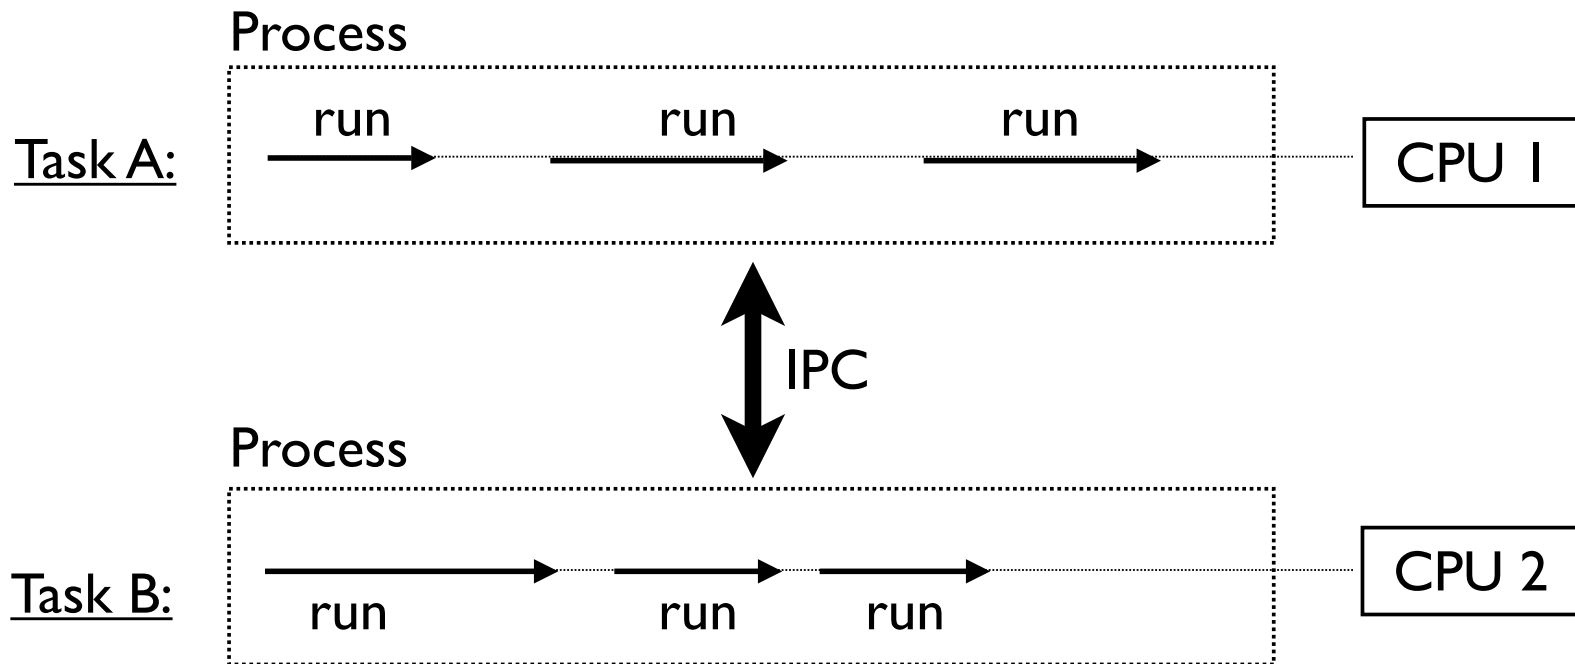 Process
run run run
Task A:
CPU 1
IPC
Process
Task B:
run run run
CPU 2